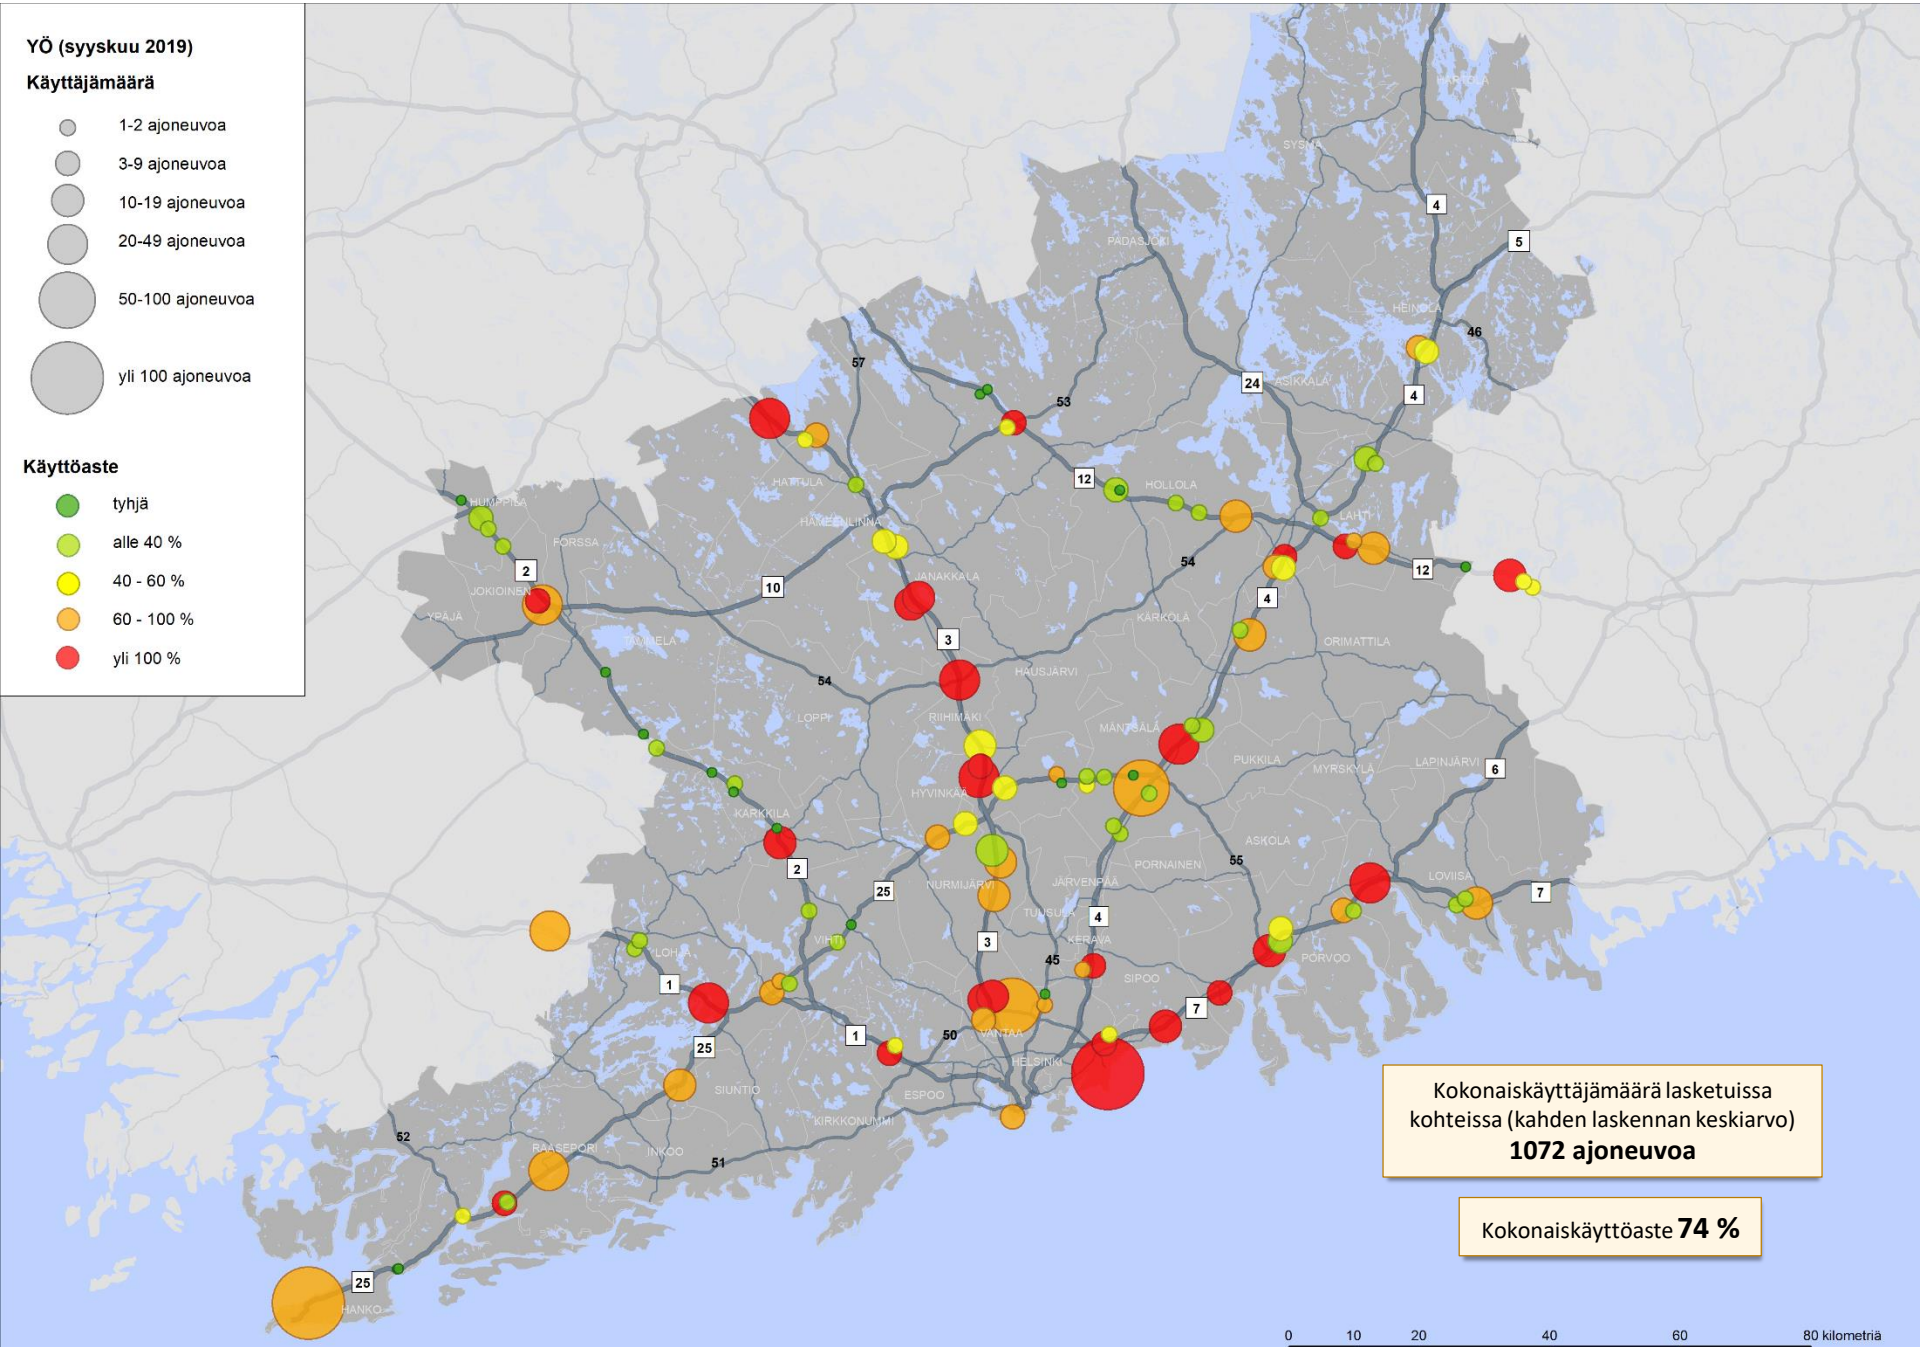 YÖ (syyskuu 2019)
Käyttäjämäärä
1-2 ajoneuvoa
3-9 ajoneuvoa
10-19 ajoneuvoa
20-49 ajoneuvoa
50-100 ajoneuvoa
yli 100 ajoneuvoa
Käyttöaste
tyhjä
alle 40 %
40 - 60 %
60 - 100 %
yli 100 %
HARTOLA
SYSMÄ
4
PADASJOKI
5
HEINOLA
46
57
24
ASIKKALA
4
53
HATTULA
12
HOLLOLA
HUMPPILA
HÄMEENLINNA
LAHTI
FORSSA
2
54
12
JOKIOINEN
10
JANAKKALA
4
YPÄJÄ
KÄRKÖLÄ
TAMMELA
3
ORIMATTILA
HAUSJÄRVI
54
LOPPI
RIIHIMÄKI
MÄNTSÄLÄ
PUKKILA
MYRSKYLÄ
LAPINJÄRVI
6
HYVINKÄÄ
KARKKILA
ASKOLA
2
PORNAINEN
55
25
NURMIJÄRVI
JÄRVENPÄÄ
LOVIISA
7
TUUSULA
4
VIHTI
3
KERAVA
LOHJA
45
SIPOO
PORVOO
1
7
1
50
VANTAA
25
HELSINKI
SIUNTIO
ESPOO
KIRKKONUMMI
52
RAASEPORI
INKOO
51
25
HANKO
Kokonaiskäyttäjämäärä lasketuissa
kohteissa (kahden laskennan keskiarvo)
1072 ajoneuvoa
Kokonaiskäyttöaste 74 %
0 10 20 40 60 80 kilometriä